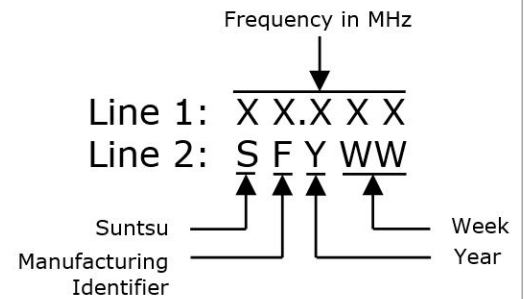 Frequency in MHz
Line 1: X X.X X X
Line 2: S F Y WW
Suntsu
Week
Manufacturing
Identifier
Year